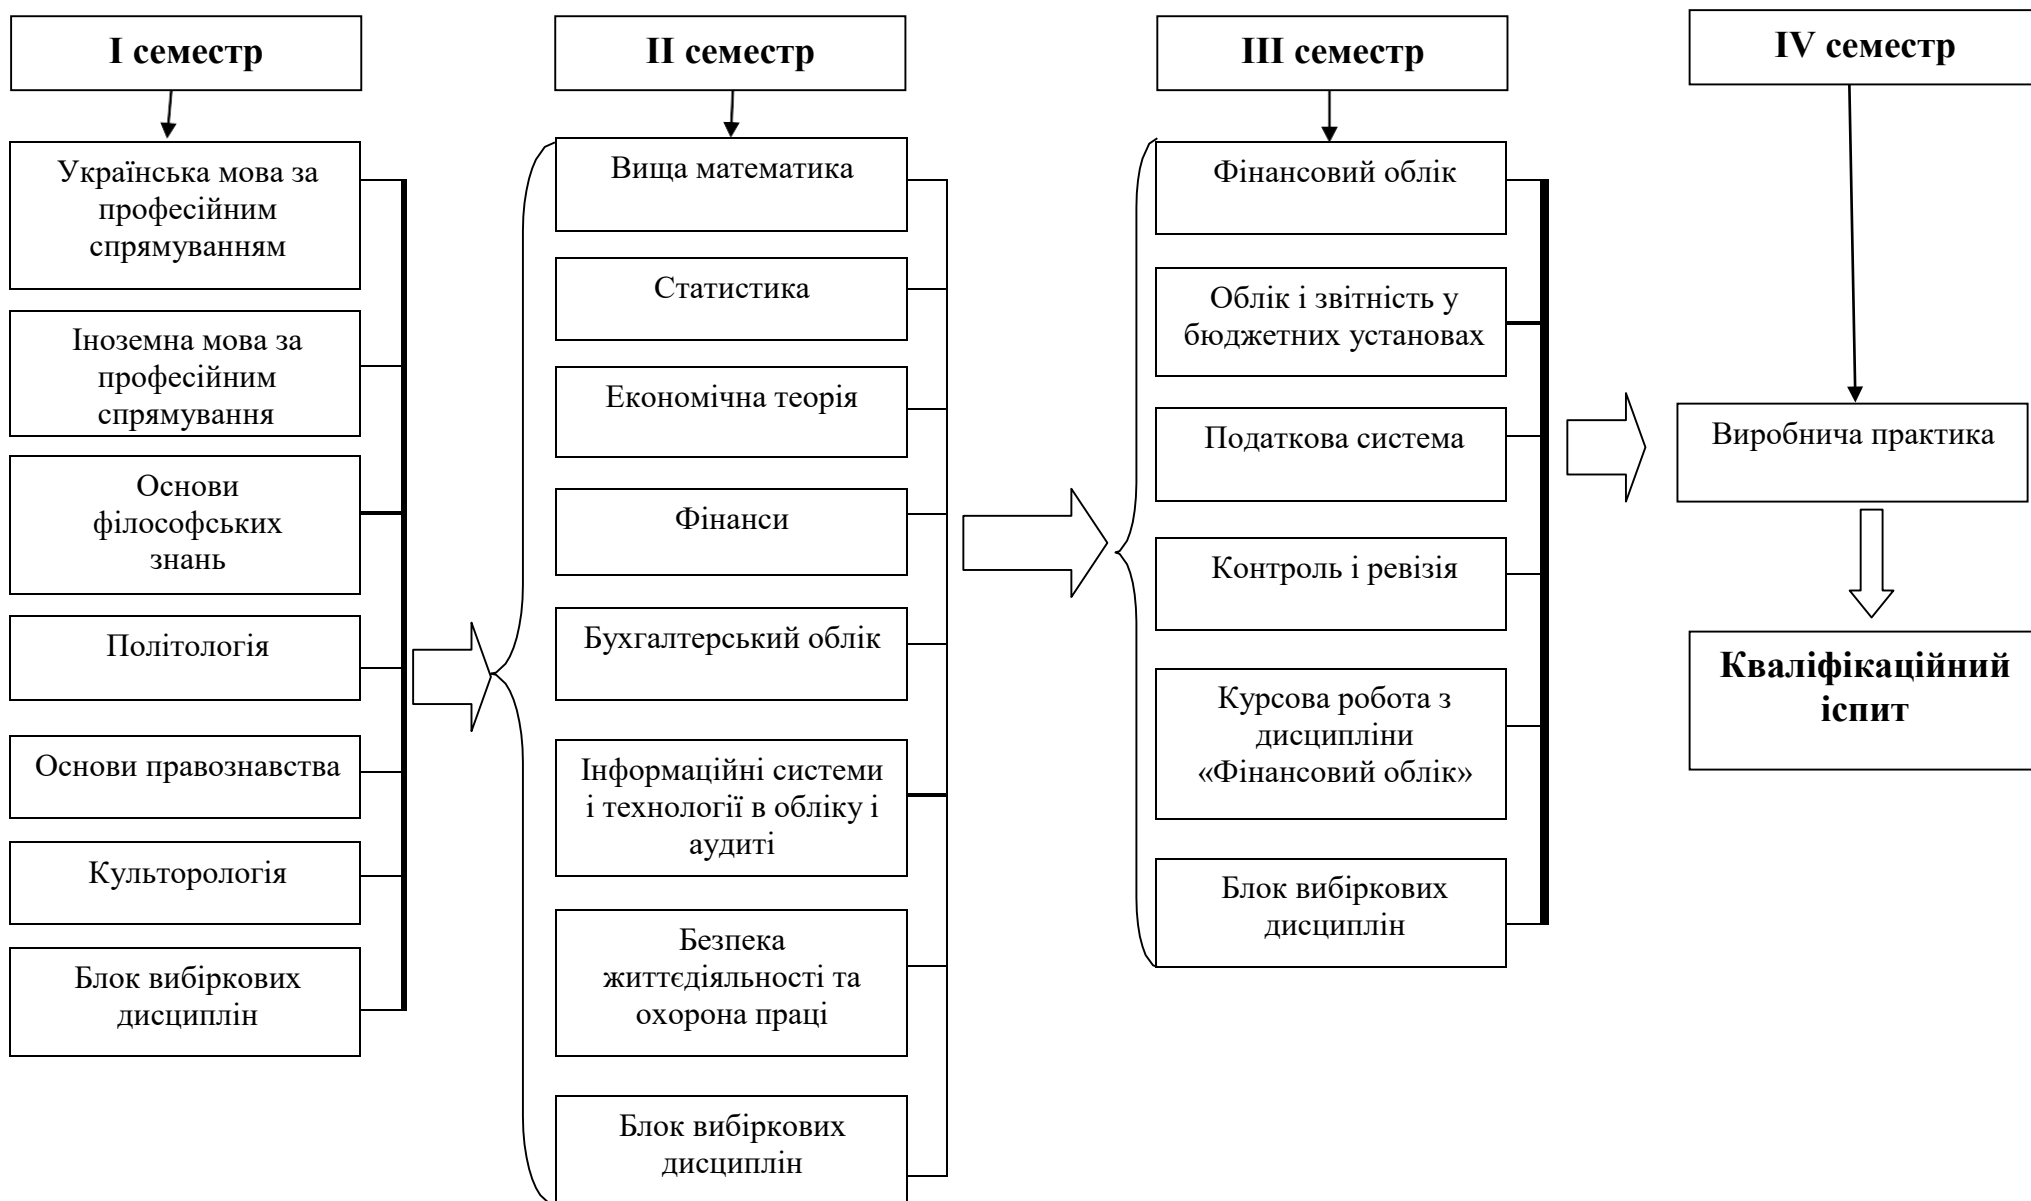 І семестр
Українська мова за
професійним
спрямуванням
Іноземна мова за
професійним
спрямування
Основи
філософських
знань
Політологія
Основи правознавства
Культорологія
Блок вибіркових
дисциплін
ІІ семестр
Вища математика
Статистика
Економічна теорія
Фінанси
Бухгалтерський облік
Інформаційні системи
і технології в обліку і
аудиті
Безпека
життєдіяльності та
охорона праці
Блок вибіркових
дисциплін
ІІІ семестр
Фінансовий облік
Облік і звітність у
бюджетних установах
Податкова система
Контроль і ревізія
Курсова робота з
дисципліни
«Фінансовий облік»
Блок вибіркових
дисциплін
IV семестр
Виробнича практика
Кваліфікаційний
іспит